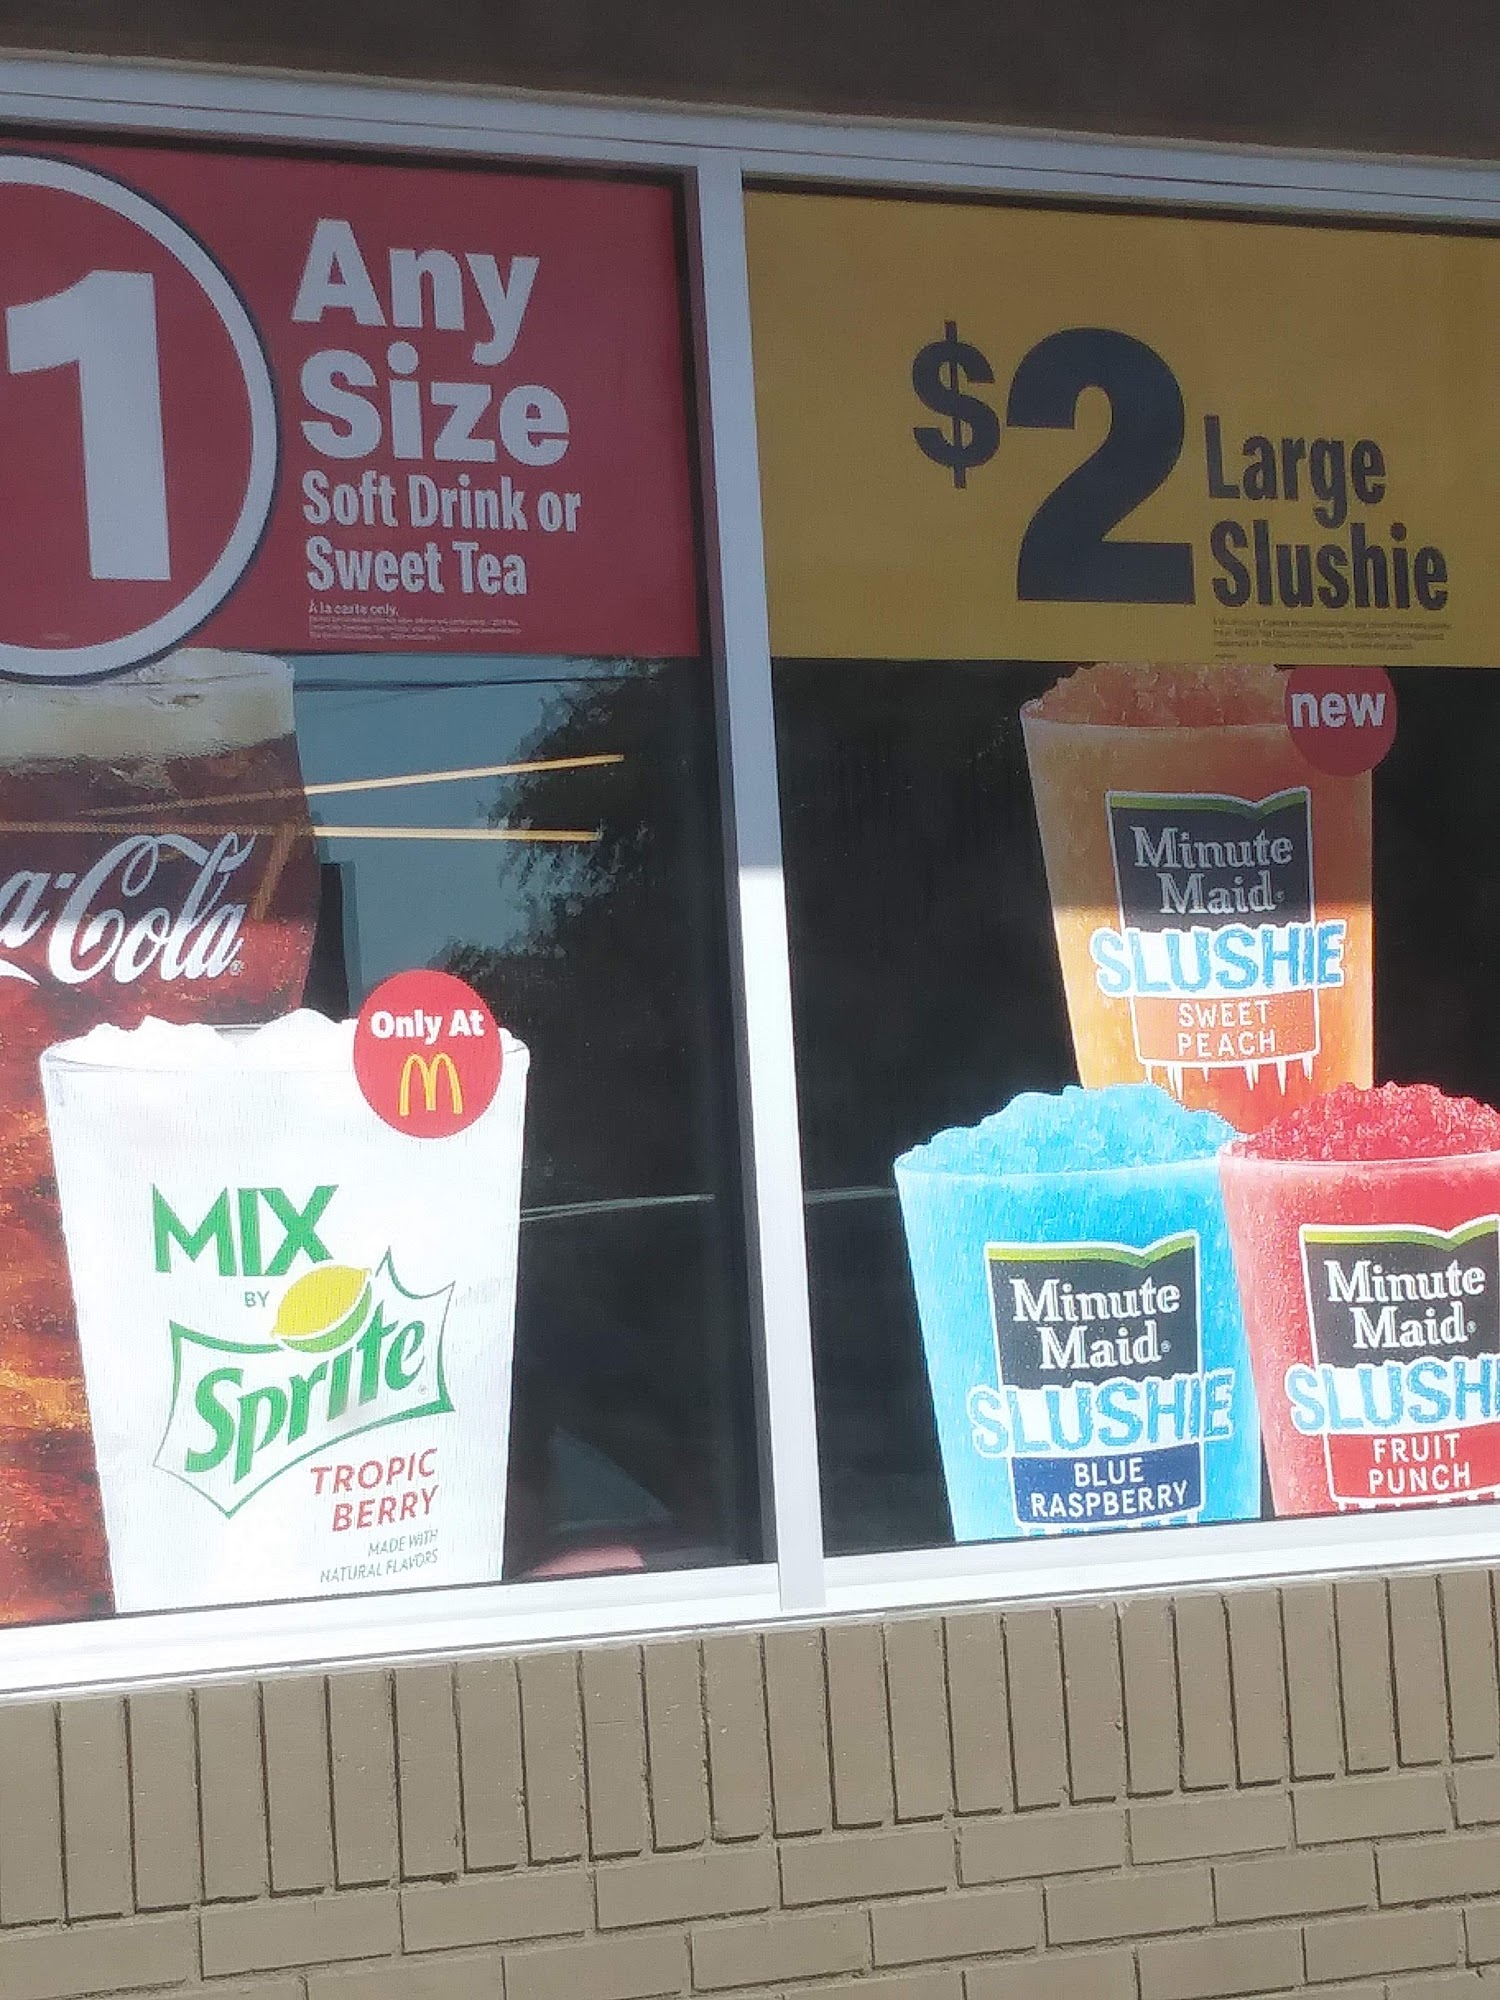 1
Any
Size
Soft Drink or
Sweet Tea
À la carte only.
a-Cola
Only At
MIX
BY
Sprite
TROPIC
BERRY
MADE WITH
NATURAL FLAVORS
$2
Large
Slushie
new
Minute
Maid®
SLUSHIE
SWEET
PEACH
Minute
Maid®
SLUSHIE
BLUE
RASPBERRY
Minute
Maid®
SLUSHI
FRUIT
PUNCH